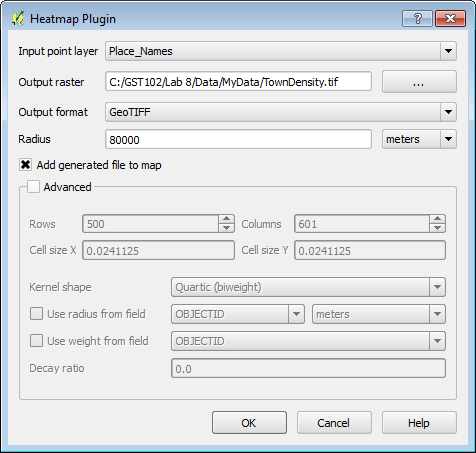 Heatmap Plugin
Input point layer Place_Names
Output raster C:/GST102/Lab 8/Data/MyData/TownDensity.tif ...
Output format GeoTIFF
Radius 80000 meters
Add generated file to map
Advanced
Rows 500 Columns 601
Cell size X 0.0241125 Cell size Y 0.0241125
Kernel shape Quartic (biweight)
Use radius from field OBJECTID meters
Use weight from field OBJECTID
Decay ratio 0.0
OK Cancel Help